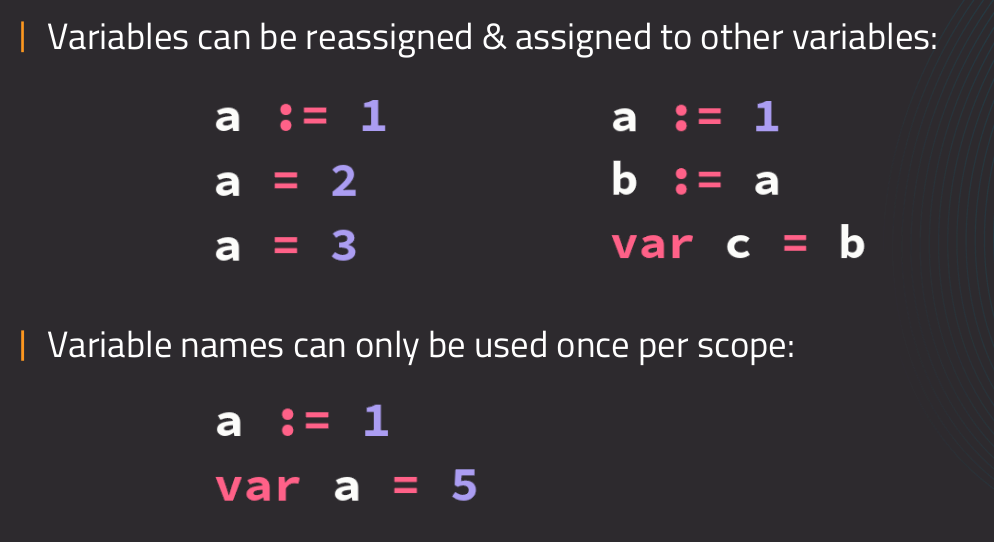 Variables can be reassigned & assigned to other variables:
a := 1
a = 2
a = 3
a := 1
b := a
var c = b
Variable names can only be used once per scope:
a := 1
var a = 5